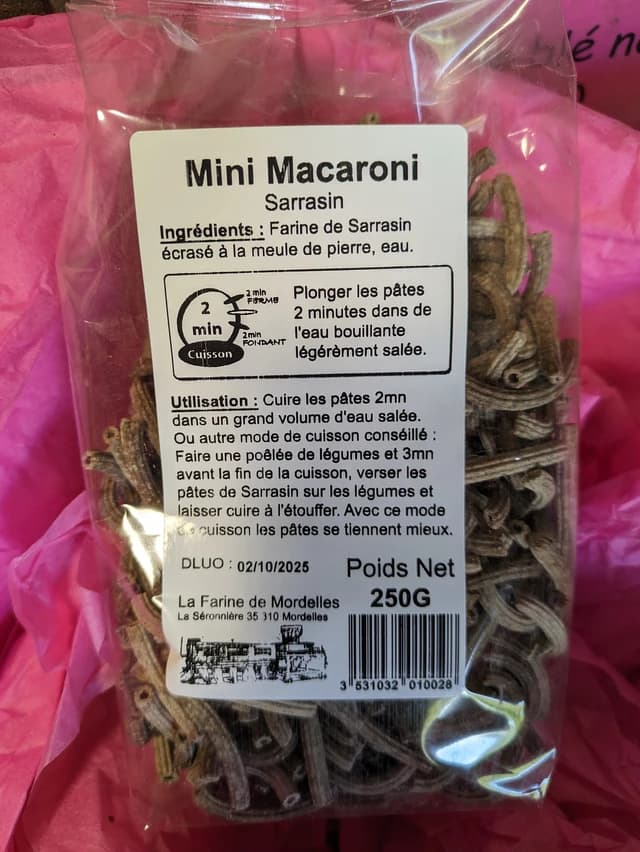 Mini Macaroni
Sarrasin
Ingrédients : Farine de Sarrasin
écrasé à la meule de pierre, eau.
2 min
FERME
2
min
2min
FONDANT
Cuisson
Plonger les pâtes
2 minutes dans de
l'eau bouillante
légérèment salée.
Utilisation : Cuire les pâtes 2mn
dans un grand volume d'eau salée.
Ou autre mode de cuisson conséillé :
Faire une poêlée de légumes et 3mn
avant la fin de la cuisson, verser les
pâtes de Sarrasin sur les légumes et
laisser cuire à l'étouffer. Avec ce mode
de cuisson les pâtes se tiennent mieux.
DLUO : 02/10/2025
Poids Net
250G
La Farine de Mordelles
La Séronnière 35 310 Mordelles
3 531032 010028